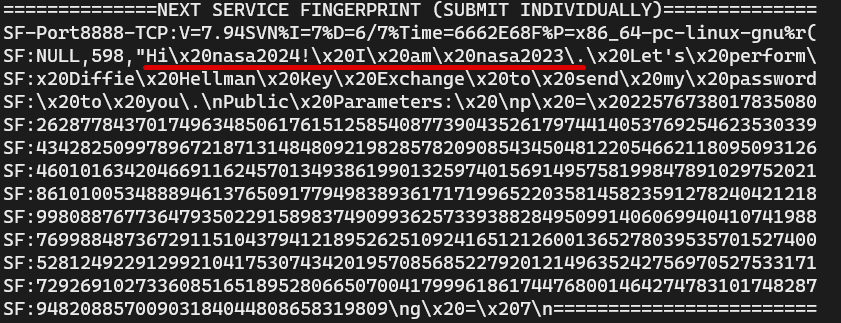 ==============NEXT SERVICE FINGERPRINT (SUBMIT INDIVIDUALLY)==============
SF-Port8888-TCP:V=7.94SVN%I=7%D=6/7%Time=6662E68F%P=x86_64-pc-linux-gnu%r(
SF:NULL,598,"Hi\x20nasa2024!\x20I\x20am\x20nasa2023\.\x20Let's\x20perform\
SF:x20Diffie\x20Hellman\x20Key\x20Exchange\x20to\x20send\x20my\x20password
SF:\x20to\x20you\.\nPublic\x20Parameters:\x20\np\x20=\x202257673801783508​0
SF:26287784370174963485061761512585408773904352617974414053769254623530339
SF:43428250997896721871314848092198285782090854345048122054662118095093126
SF:46010163420466911624570134938619901325974015691495758199847891029752021
SF:86101005348889461376509177949838936171719965220358145823591278240421218
SF:99808876773647935022915898374909936257339388284950991406069940410741988
SF:76998848736729115104379412189526251092416512126001365278039535701527400
SF:52812492291299210417530743420195708568522792012149635242756970527533171
SF:72926910273360851651895280665070041799961861744768001464274783101748287
SF:94820885700903184044808658319809\ng\x20=\x207\n========================